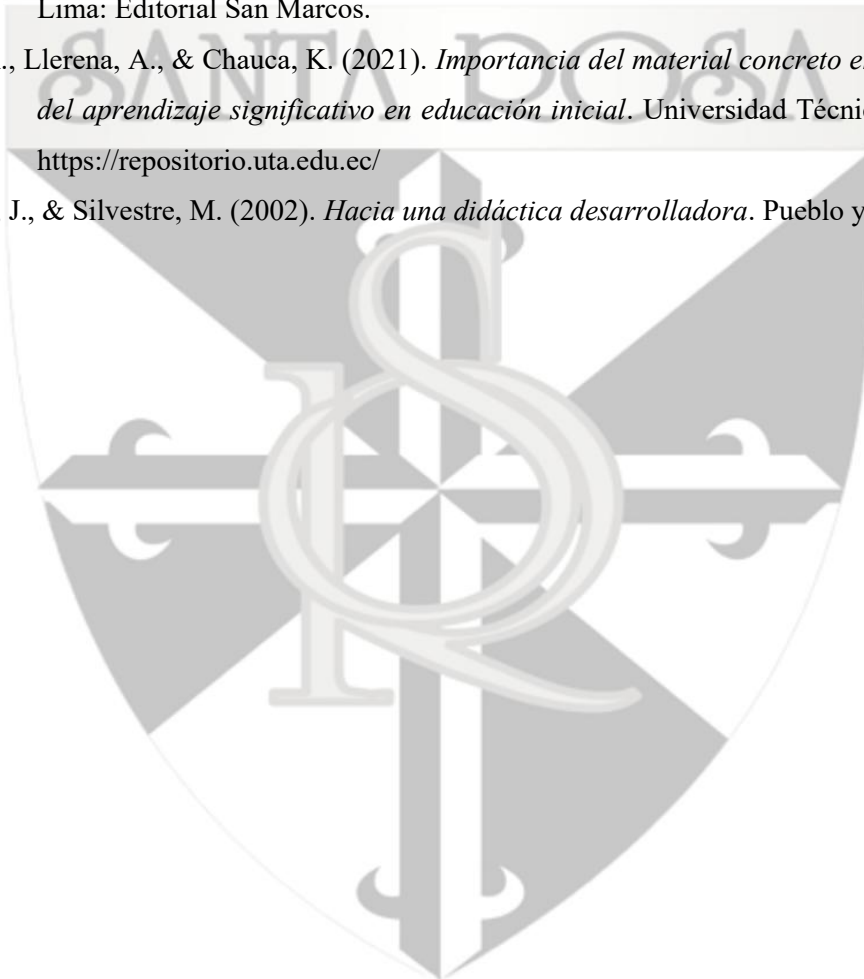 Lima: Editorial San Marcos.
SANTA ROSA
., Llerena, A., & Chauca, K. (2021). Importancia del material concreto e
del aprendizaje significativo en educación inicial. Universidad Técni
https://repositorio.uta.edu.ec/
J., & Silvestre, M. (2002). Hacia una didáctica desarrolladora. Pueblo y